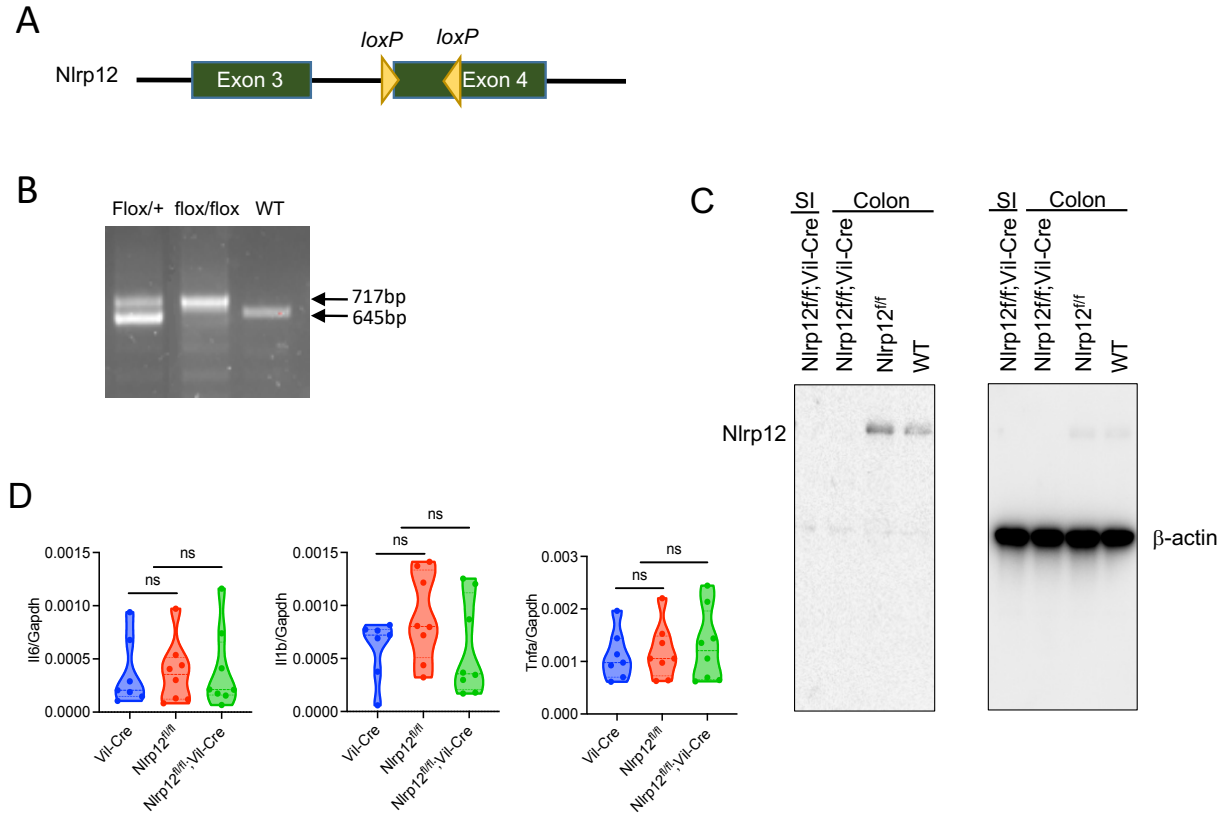 A
loxP
loxP
Nlrp12
Exon 3
Exon 4
B
Flox/+ flox/flox WT
717bp
645bp
C
SI
Colon
Nlrp12f/f;Vil-Cre
Nlrp12f/f;Vil-Cre
Nlrp12f/f
WT
Nlrp12
SI
Colon
Nlrp12f/f;Vil-Cre
Nlrp12f/f;Vil-Cre
Nlrp12f/f
WT
β-actin
D
Il6/Gapdh
0.0015
0.0010
0.0005
0.0000
ns
ns
Vil-Cre
Nlrp12fl/fl
Nlrp12fl/fl-;Vil-Cre
Il1b/Gapdh
0.0015
0.0010
0.0005
0.0000
ns
ns
Vil-Cre
Nlrp12fl/fl
Nlrp12fl/fl-;Vil-Cre
Tnfa/Gapdh
0.003
0.002
0.001
0.000
ns
ns
Vil-Cre
Nlrp12fl/fl
Nlrp12fl/fl-;Vil-Cre